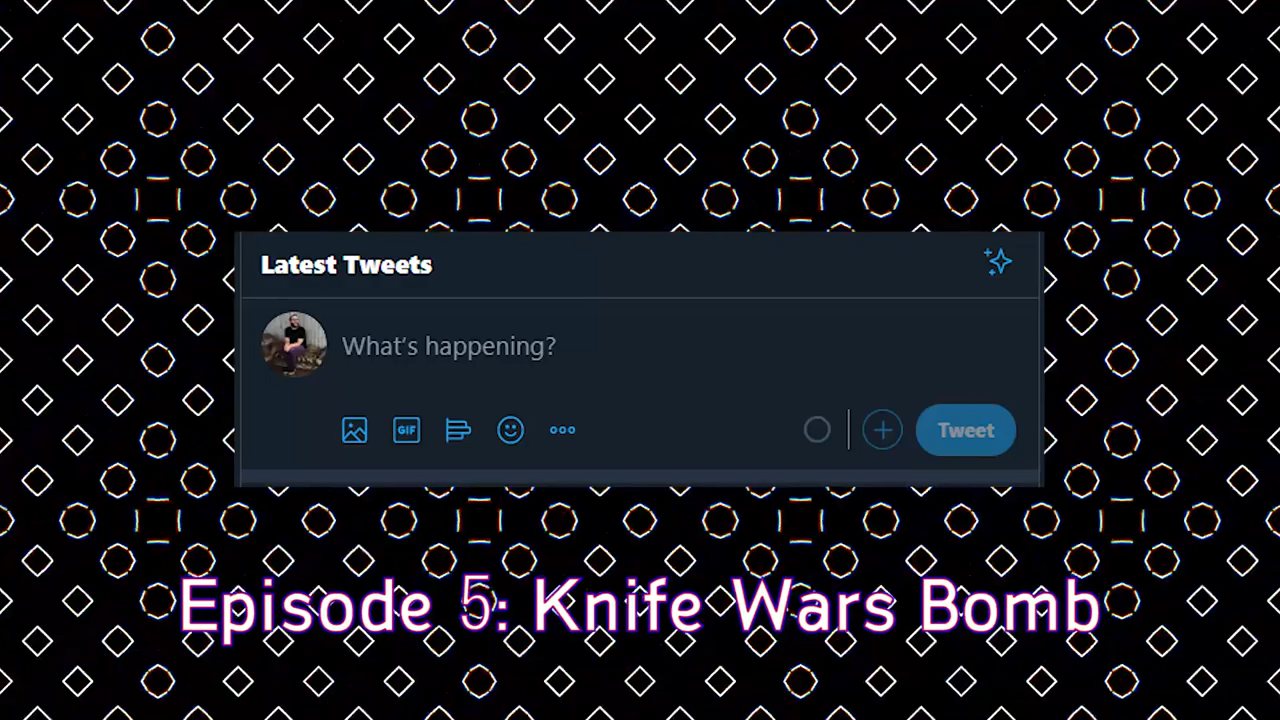 Latest Tweets
What's happening?
GIF
Tweet
Episode 5: Knife Wars Bomb